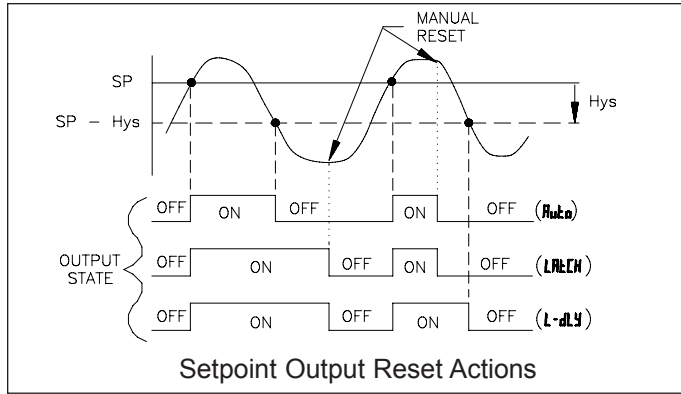 MANUAL
RESET
SP
Hys
SP - Hys
OUTPUT
STATE
OFF ON OFF ON OFF (Auto)
OFF ON OFF ON OFF (LAtCH)
OFF ON OFF ON OFF (L-dLY)
Setpoint Output Reset Actions